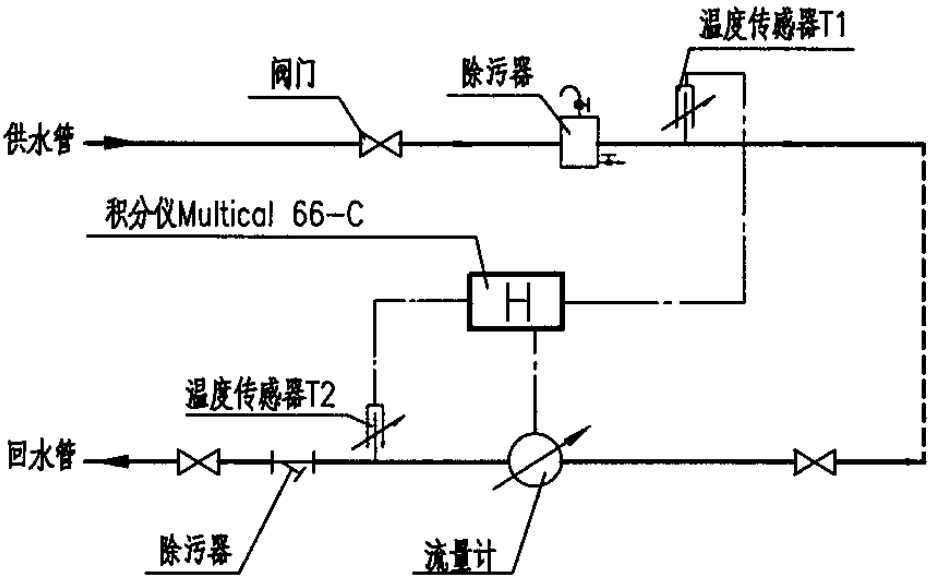 温度传感器T1
阀门
除污器
供水管
积分仪Multical 66-C
H
温度传感器T2
回水管
除污器
流量计